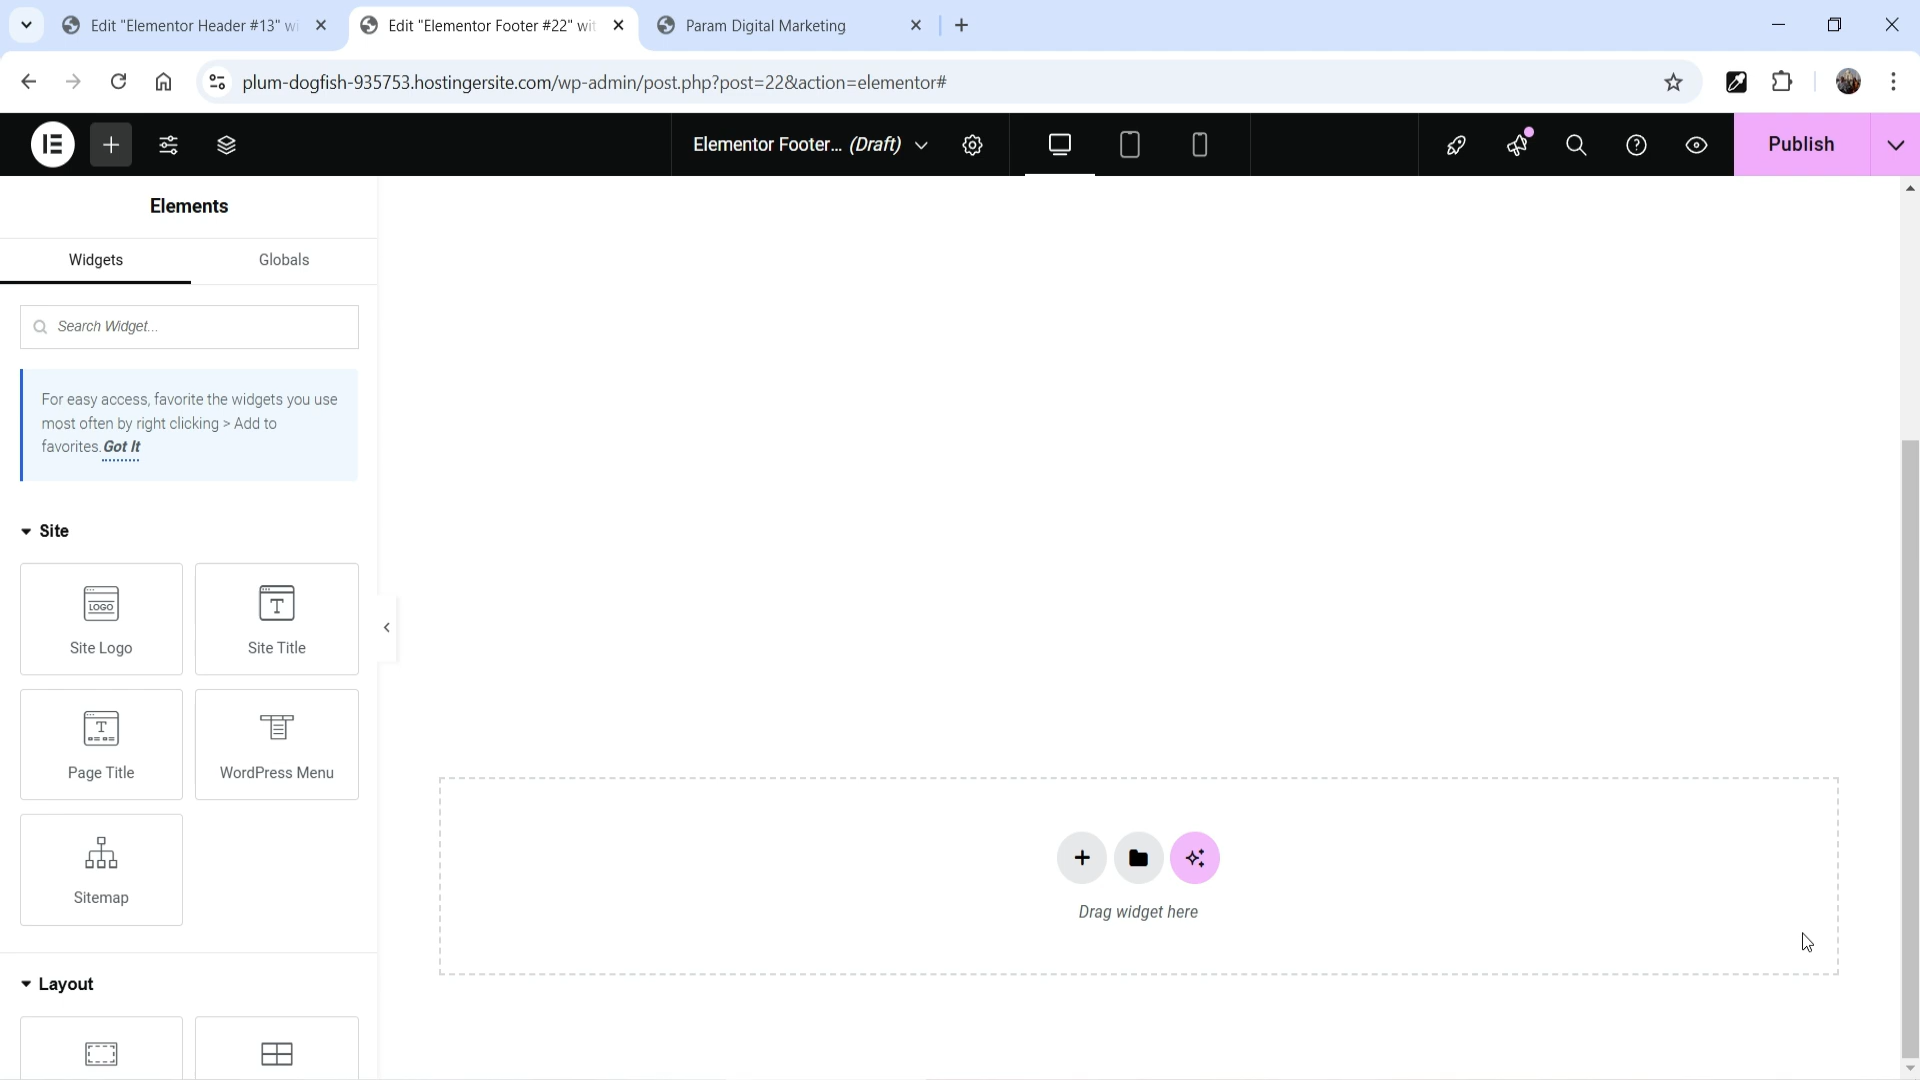 Edit "Elementor Header #13" wi
Edit "Elementor Footer #22" wit
Param Digital Marketing
plum-dogfish-935753.hostingersite.com/wp-admin/post.php?post=22&action=elementor#
Elementor Footer... (Draft)
Publish
Elements
Widgets
Globals
Search Widget...
For easy access, favorite the widgets you use
most often by right clicking > Add to
favorites. Got It
Site
LOGO
Site Logo
T
Site Title
T
Page Title
WordPress Menu
Sitemap
Layout
Drag widget here